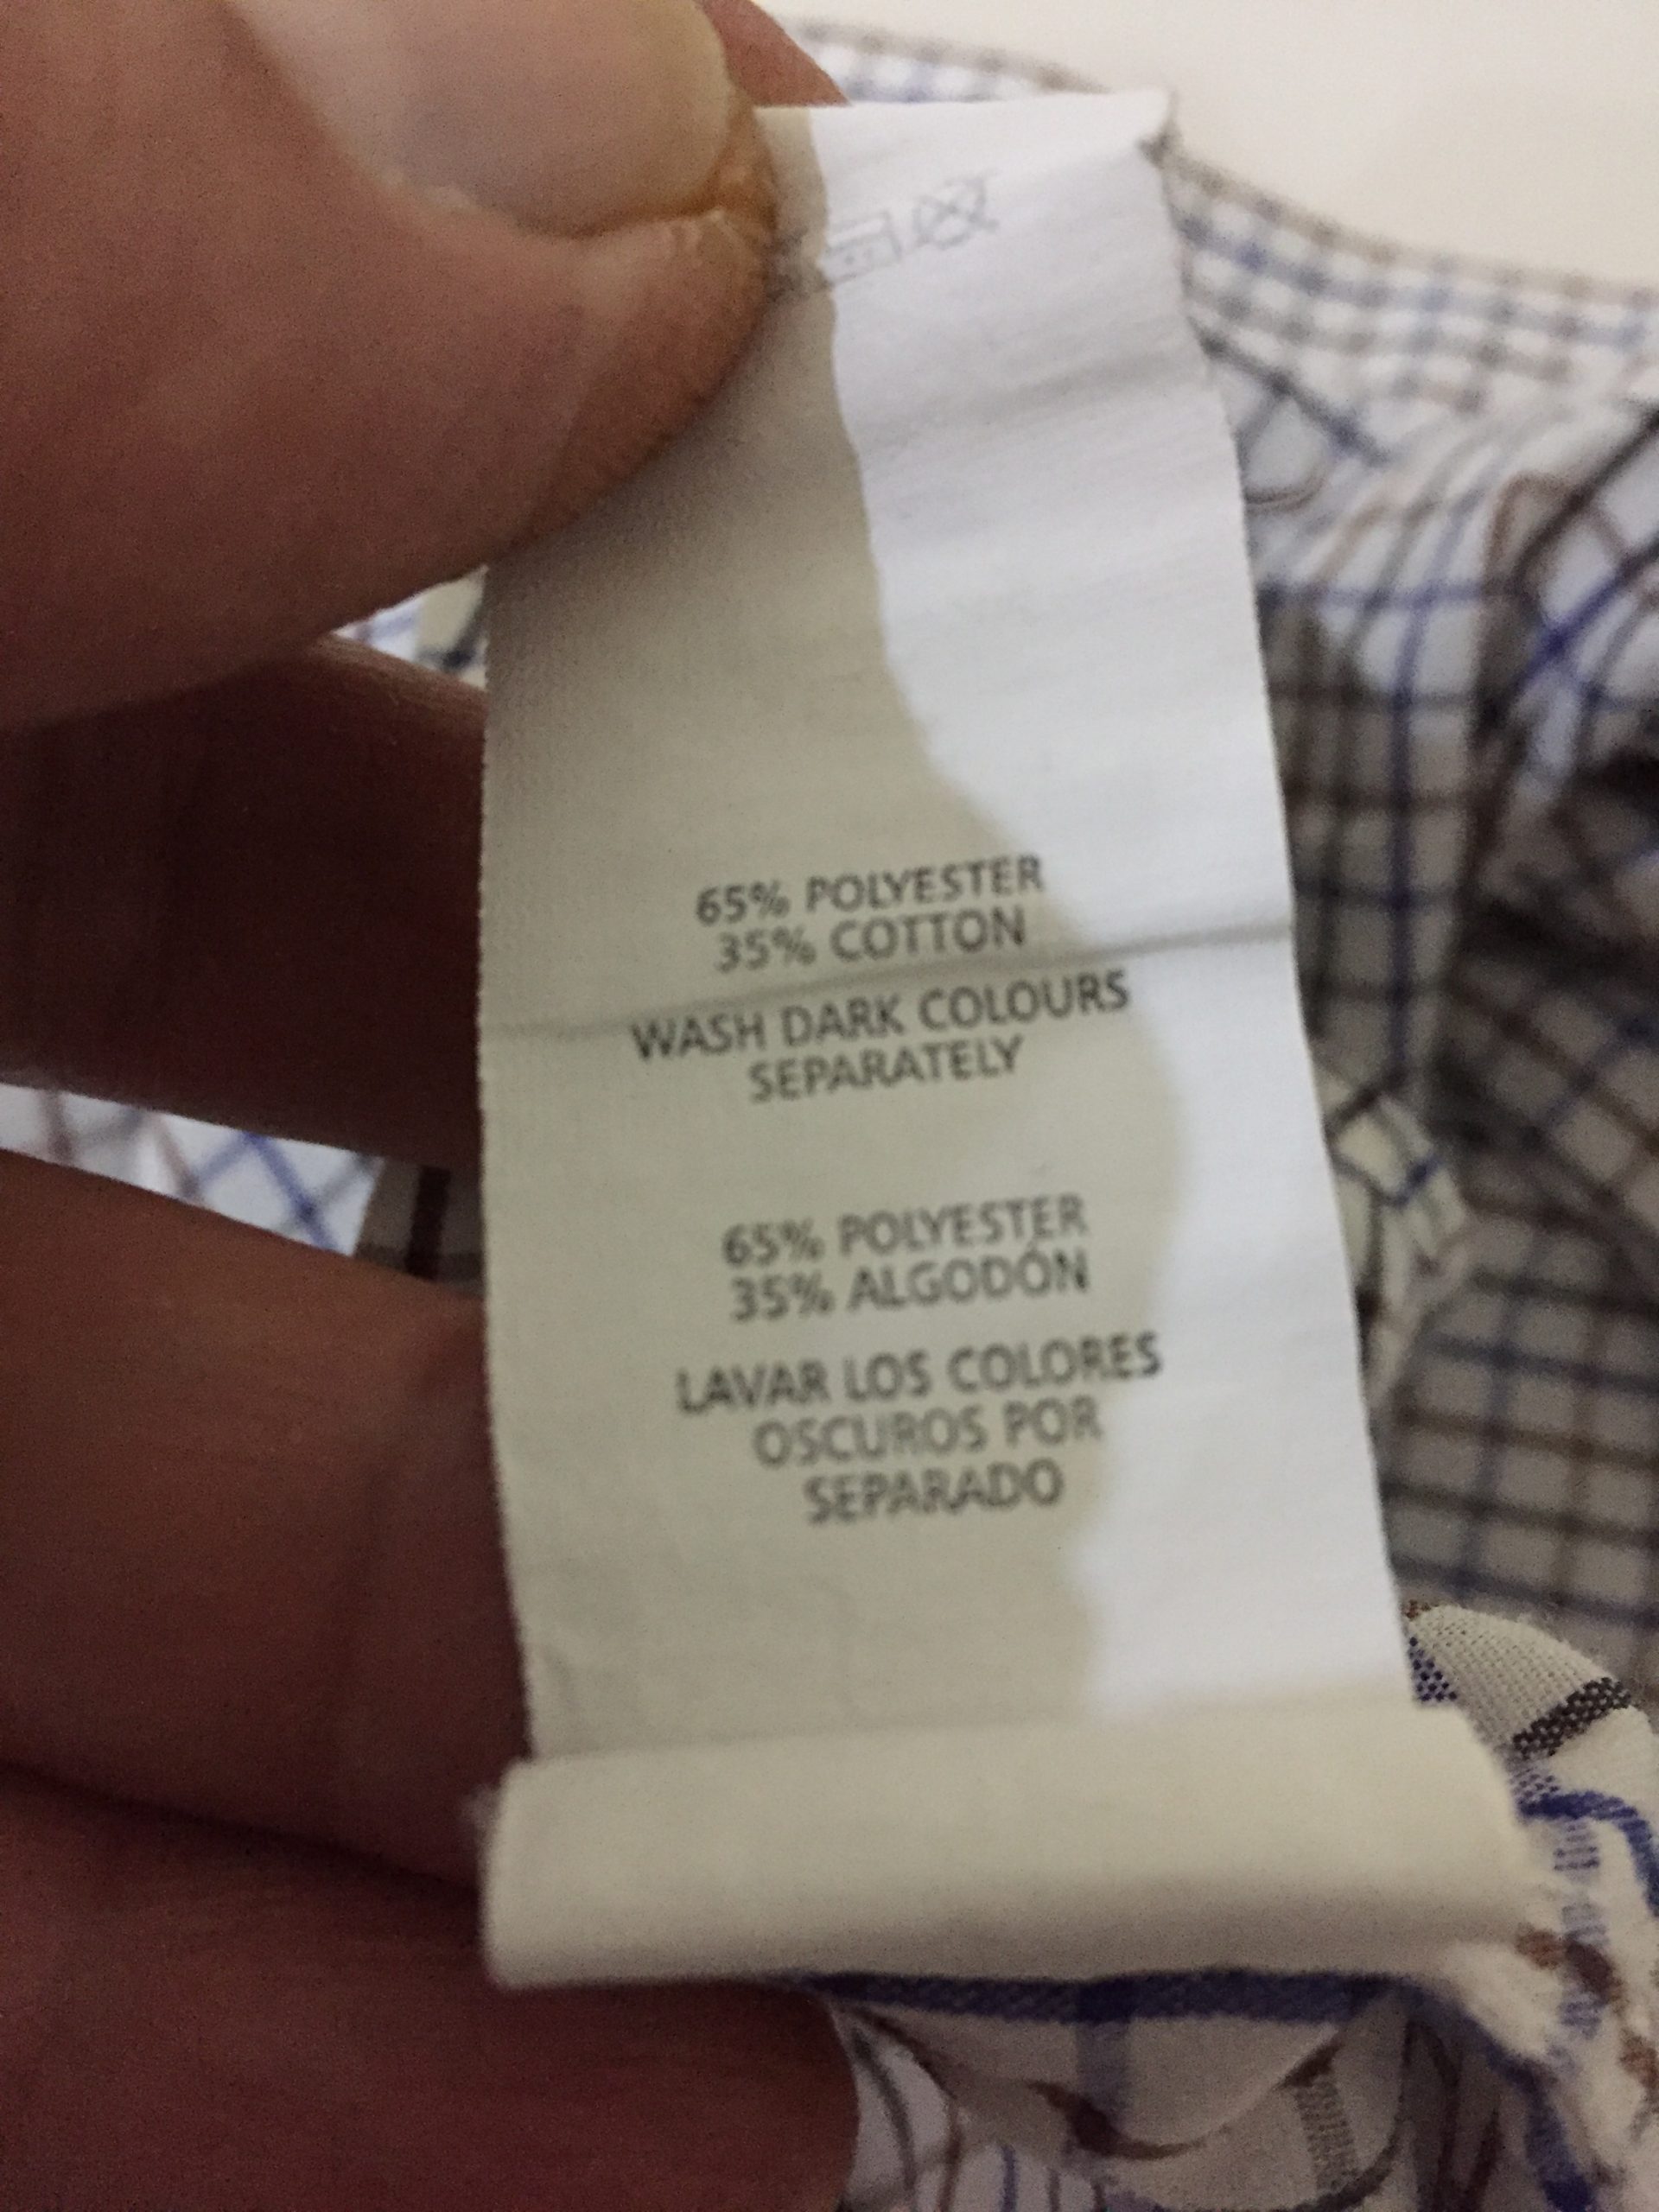 65% POLYESTER
35% COTTON
WASH DARK COLOURS
SEPARATELY
65% POLYESTER
35% ALGODÓN
LAVAR LOS COLORES
OSCUROS POR
SEPARADO